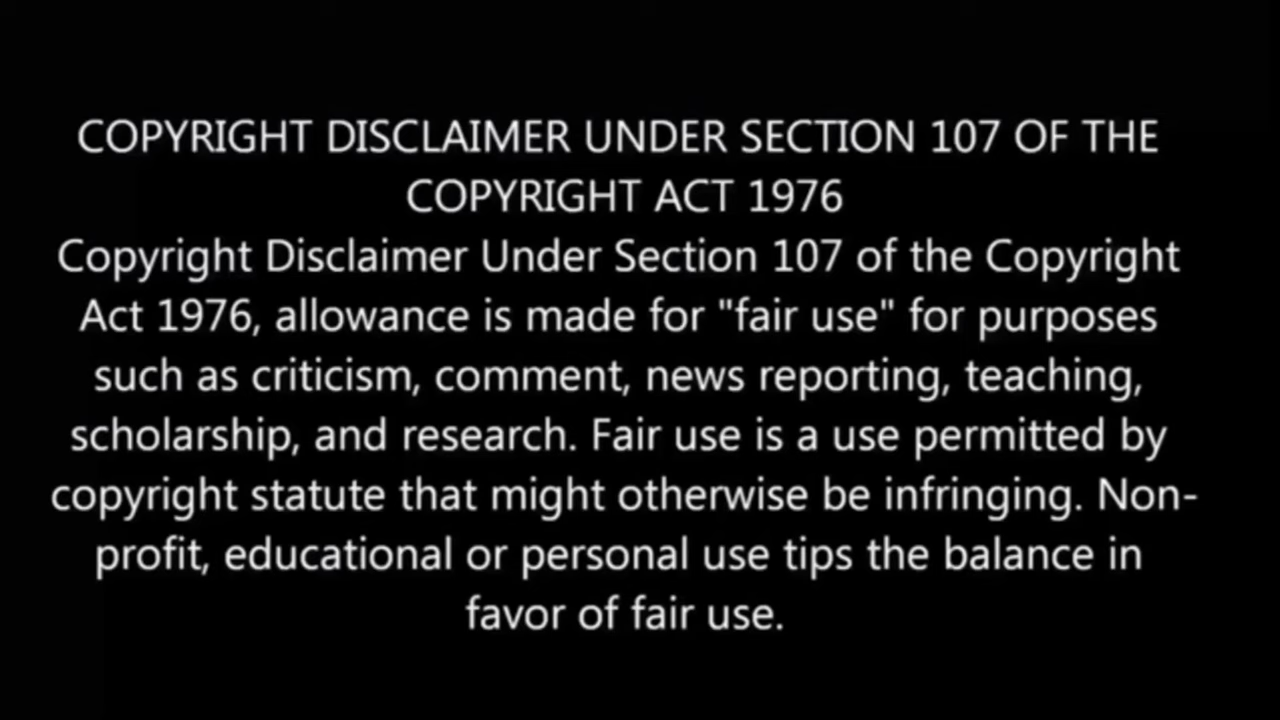 COPYRIGHT DISCLAIMER UNDER SECTION 107 OF THE
COPYRIGHT ACT 1976
Copyright Disclaimer Under Section 107 of the Copyright
Act 1976, allowance is made for "fair use" for purposes
such as criticism, comment, news reporting, teaching,
scholarship, and research. Fair use is a use permitted by
copyright statute that might otherwise be infringing. Non-
profit, educational or personal use tips the balance in
favor of fair use.